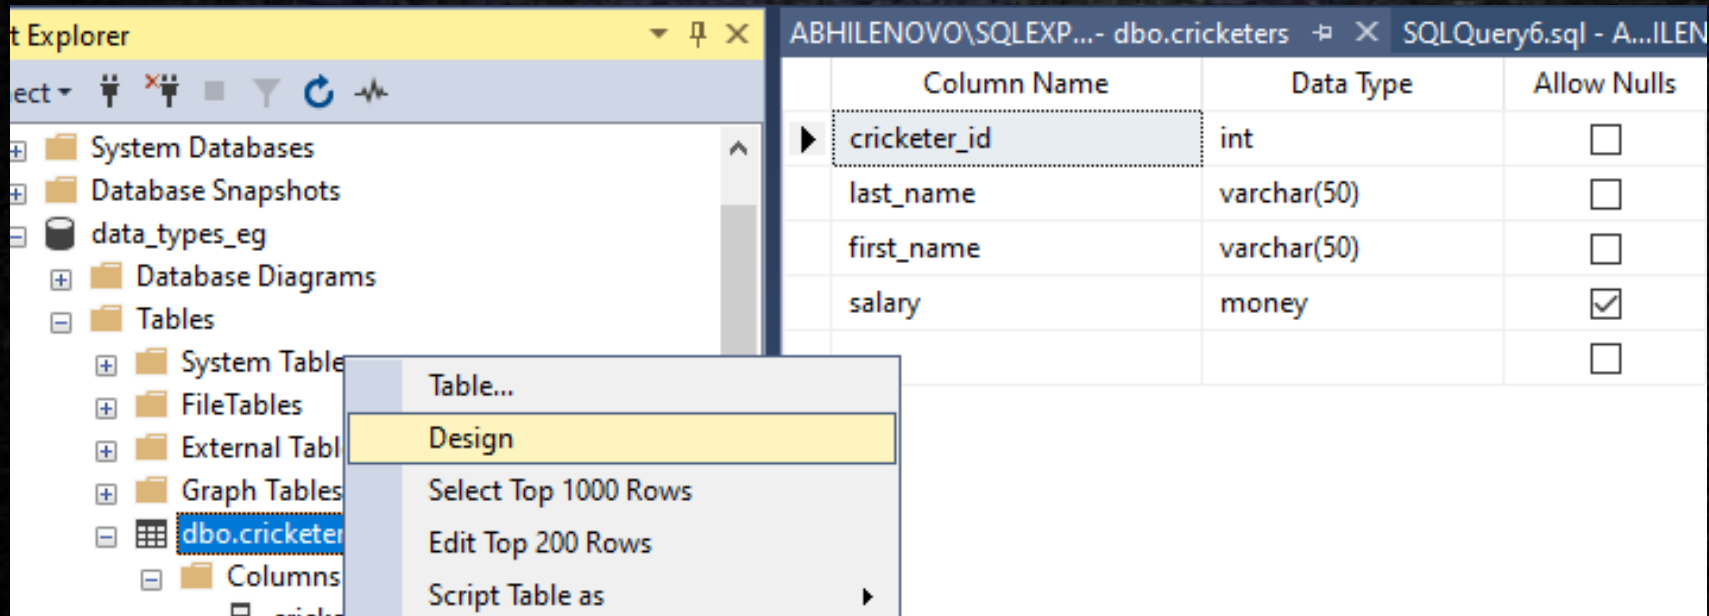 t Explorer
ect
System Databases
Database Snapshots
data_types_eg
Database Diagrams
Tables
System Table
FileTables
External Tabl
Graph Tables
dbo.cricketer
Columns
Table...
Design
Select Top 1000 Rows
Edit Top 200 Rows
Script Table as
ABHILENOVO\SQLEXP...- dbo.cricketers SQLQuery6.sql - A...ILEN
Column Name Data Type Allow Nulls
cricketer_id int
last_name varchar(50)
first_name varchar(50)
salary money